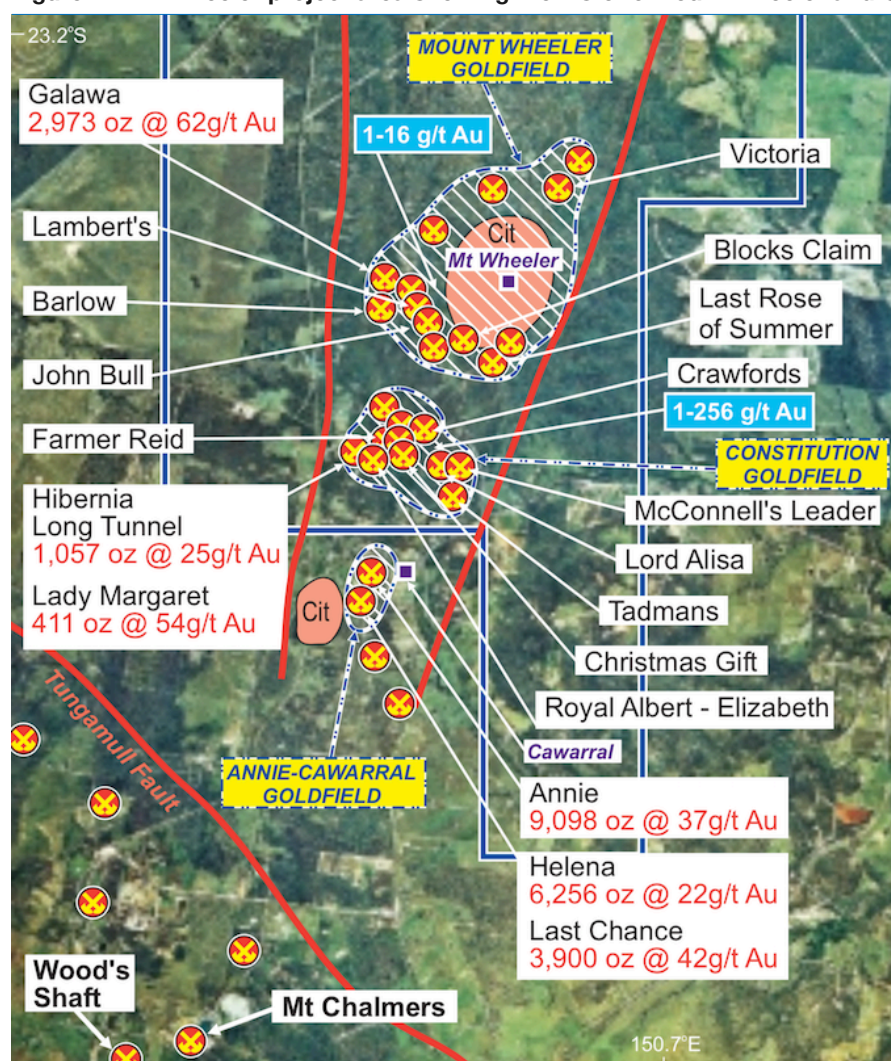 23.2°S
MOUNT WHEELER
GOLDFIELD
Galawa
2,973 oz @ 62g/t Au
1-16 g/t Au
Victoria
Lambert's
Cit
Mt Wheeler
Blocks Claim
Barlow
Last Rose
of Summer
John Bull
Crawfords
1-256 g/t Au
Farmer Reid
CONSTITUTION
GOLDFIELD
Hibernia
Long Tunnel
1,057 oz @ 25g/t Au
Lady Margaret
411 oz @ 54g/t Au
McConnell's Leader
Lord Alisa
Cit
Tadmans
Christmas Gift
Royal Albert - Elizabeth
Tungamull Fault
Cawarral
ANNIE-CAWARRAL
GOLDFIELD
Annie
9,098 oz @ 37g/t Au
Helena
6,256 oz @ 22g/t Au
Last Chance
3,900 oz @ 42g/t Au
Wood's
Shaft
Mt Chalmers
150.7°E